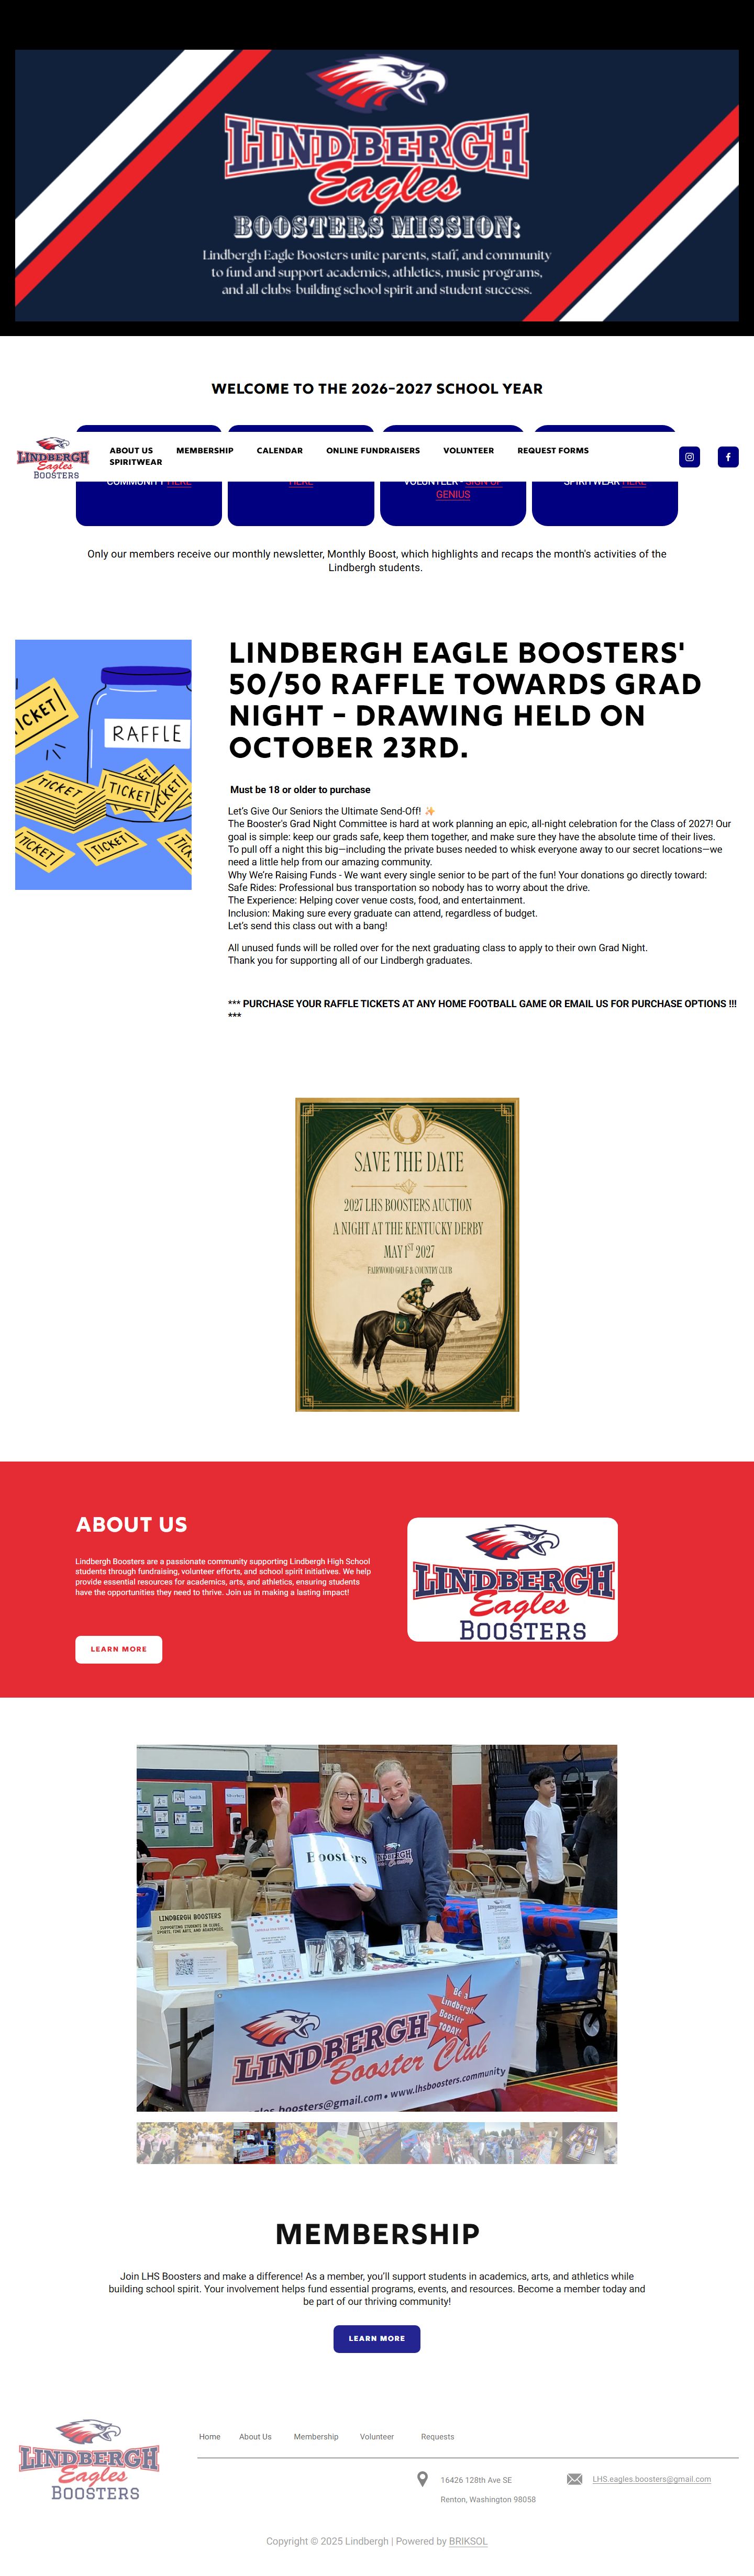 LINDBERGH
Eagles
BOOSTERS MISSION:
Lindbergh Eagle Boosters unite parents, staff, and community
to fund and support academics, athletics, music programs,
and all clubs-building school spirit and student success.
WELCOME TO THE 2026-2027 SCHOOL YEAR
LINDBERGH
Eagles
BOOSTERS
ABOUT US MEMBERSHIP CALENDAR ONLINE FUNDRAISERS VOLUNTEER REQUEST FORMS
SPIRITWEAR
COMMUNITY HERE
HERE
VOLUNTEER - SIGN UP
GENIUS
SPIRITWEAR HERE
Only our members receive our monthly newsletter, Monthly Boost, which highlights and recaps the month's activities of the
Lindbergh students.
TICKET
RAFFLE
TICKET
TICKET
TICKET
TICKET
TICKET
LINDBERGH EAGLE BOOSTERS'
50/50 RAFFLE TOWARDS GRAD
NIGHT - DRAWING HELD ON
OCTOBER 23RD.
Must be 18 or older to purchase
Let's Give Our Seniors the Ultimate Send-Off! ✨
The Booster's Grad Night Committee is hard at work planning an epic, all-night celebration for the Class of 2027! Our
goal is simple: keep our grads safe, keep them together, and make sure they have the absolute time of their lives.
To pull off a night this big—including the private buses needed to whisk everyone away to our secret locations—we
need a little help from our amazing community.
Why We're Raising Funds - We want every single senior to be part of the fun! Your donations go directly toward:
Safe Rides: Professional bus transportation so nobody has to worry about the drive.
The Experience: Helping cover venue costs, food, and entertainment.
Inclusion: Making sure every graduate can attend, regardless of budget.
Let's send this class out with a bang!
All unused funds will be rolled over for the next graduating class to apply to their own Grad Night.
Thank you for supporting all of our Lindbergh graduates.
*** PURCHASE YOUR RAFFLE TICKETS AT ANY HOME FOOTBALL GAME OR EMAIL US FOR PURCHASE OPTIONS !!!
***
SAVE THE DATE
2027 LHS BOOSTERS AUCTION
A NIGHT AT THE KENTUCKY DERBY
MAY 1ST 2027
FAIRWOOD GOLF & COUNTRY CLUB
ABOUT US
Lindbergh Boosters are a passionate community supporting Lindbergh High School
students through fundraising, volunteer efforts, and school spirit initiatives. We help
provide essential resources for academics, arts, and athletics, ensuring students
have the opportunities they need to thrive. Join us in making a lasting impact!
LEARN MORE
LINDBERGH
Eagles
BOOSTERS
Boosters
LINDBERGH BOOSTERS
SUPPORTING STUDENTS IN CLUBS,
SPORTS, FINE ARTS, AND ACADEMICS.
Be a
Lindbergh
Booster
TODAY!
LINDBERGH
Booster Club
les.boosters@gmail.com • www.lhsboosters.community
MEMBERSHIP
Join LHS Boosters and make a difference! As a member, you'll support students in academics, arts, and athletics while
building school spirit. Your involvement helps fund essential programs, events, and resources. Become a member today and
be part of our thriving community!
LEARN MORE
LINDBERGH
Eagles
BOOSTERS
Home About Us Membership Volunteer Requests
16426 128th Ave SE
Renton, Washington 98058
LHS.eagles.boosters@gmail.com
Copyright © 2025 Lindbergh | Powered by BRIKSOL